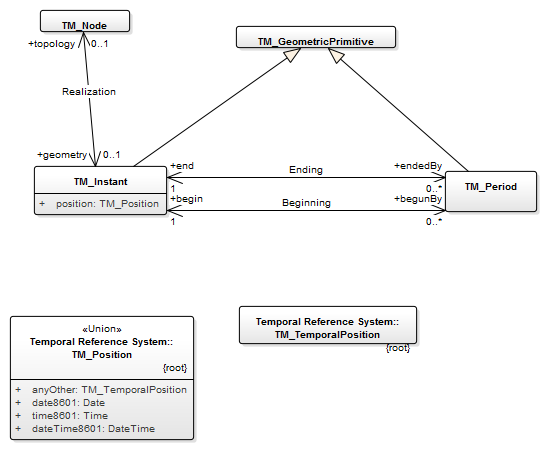 TM_Node
TM_GeometricPrimitive
+topology
0..1
Realization
+geometry
0..1
TM_Instant
+ position: TM_Position
+end
Ending
+endedBy
1
0..*
+begin
Beginning
+begunBy
1
0..*
TM_Period
«Union»
Temporal Reference System::
TM_Position
{root}
+ anyOther: TM_TemporalPosition
+ date8601: Date
+ time8601: Time
+ dateTime8601: DateTime
Temporal Reference System::
TM_TemporalPosition
{root}